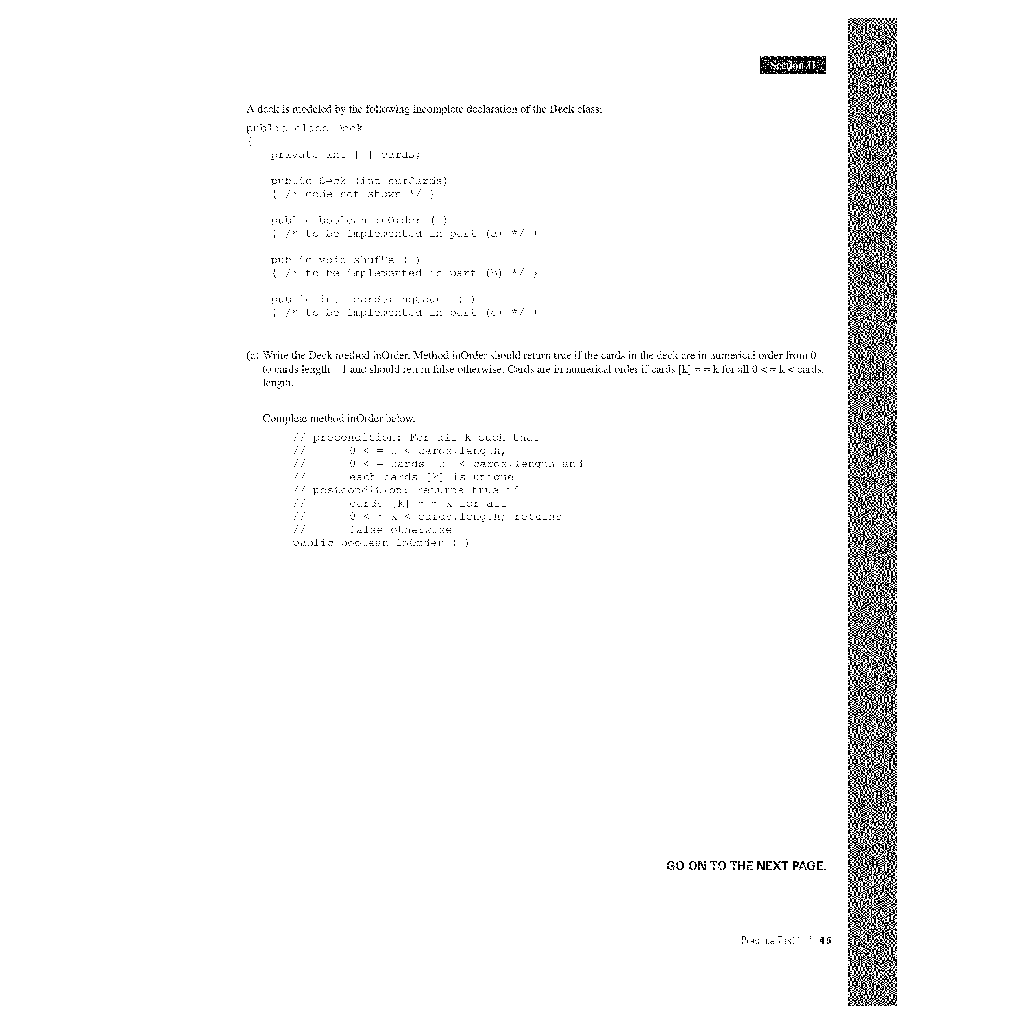 Section II
A deck is modeled by the following incomplete declaration of the Deck class:
public class Deck
{
private int [ ] cards;
public Deck (int numCards)
{ /* code not shown */ }
public boolean inOrder ( )
{ /* to be implemented in part (a) */ }
public void shuffle ( )
{ /* to be implemented in part (b) */ }
public int
{ /* to be implemented in part (c) */ }
(a) Write the Deck method inOrder. Method inOrder should return true if the cards in the deck are in numerical order from 0
to cards.length – 1 and should return false otherwise. Cards are in numerical order if cards [k] = = k for all 0 < = k < cards.
length.
Complete method inOrder below.
// precondition: For all k such that
// 0 < = k < cards.length,
// 0 < = cards [k] < cards.length and
// each cards [k] is unique
// postcondition: returns true if
// cards [k] = = k for all
// 0 < = k < cards.length; returns
// false otherwise
public boolean inOrder ( )
GO ON TO THE NEXT PAGE.